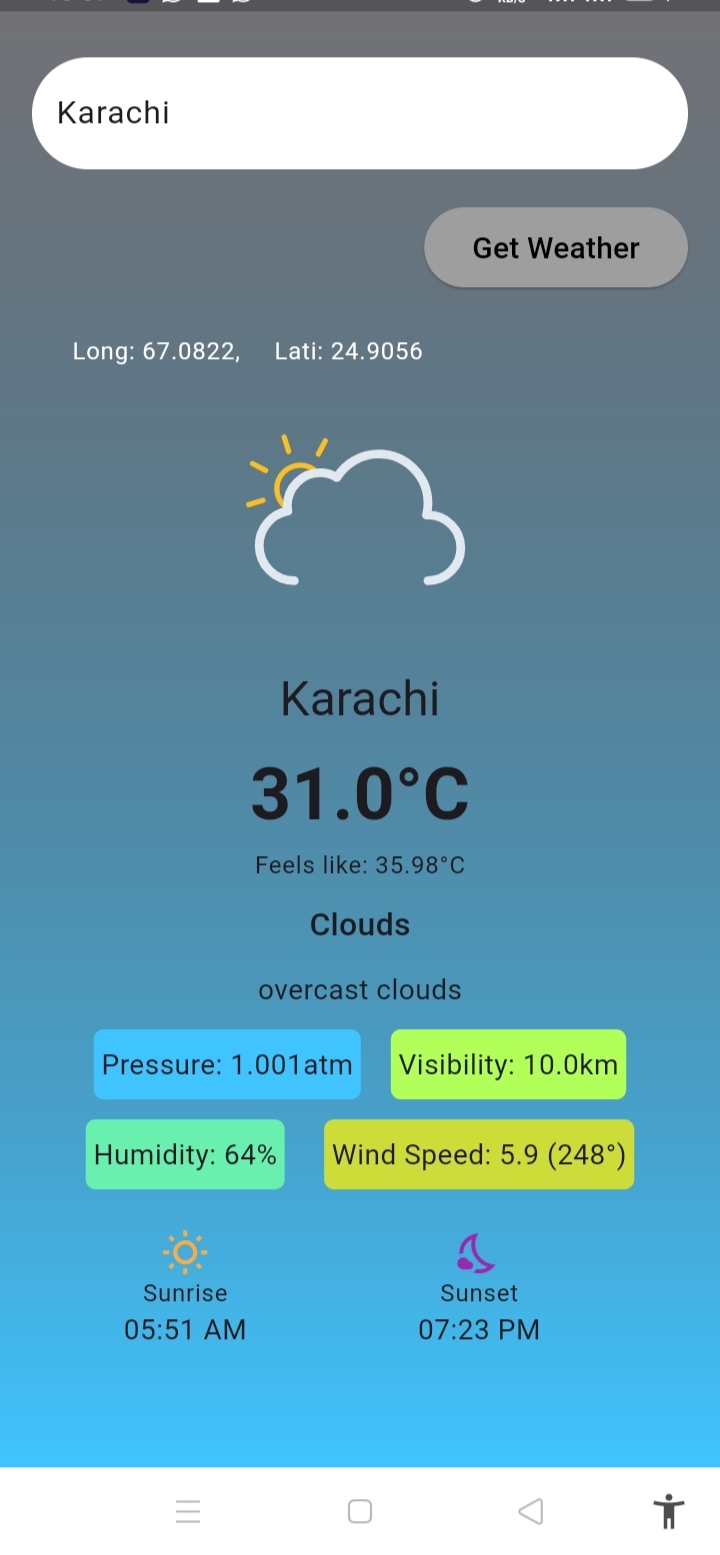 Karachi
Get Weather
Long: 67.0822, Lati: 24.9056
Karachi
31.0°C
Feels like: 35.98°C
Clouds
overcast clouds
Pressure: 1.001atm Visibility: 10.0km
Humidity: 64% Wind Speed: 5.9 (248°)
Sunrise Sunset
05:51 AM 07:23 PM